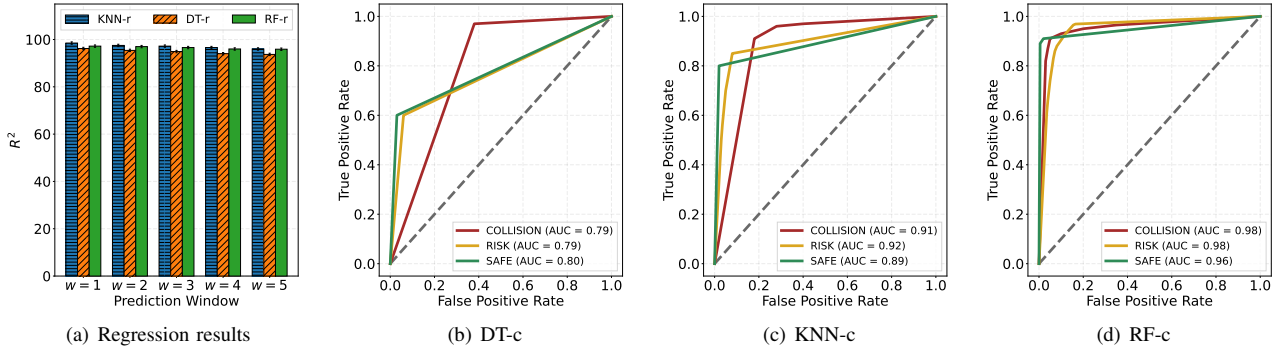 KNN-r DT-r RF-r
100
80
60
40
20
0
R²
w = 1 w = 2 w = 3 w = 4 w = 5
Prediction Window
(a) Regression results
1.0
0.8
0.6
0.4
0.2
0.0
True Positive Rate
COLLISION (AUC = 0.79)
RISK (AUC = 0.79)
SAFE (AUC = 0.80)
0.0 0.2 0.4 0.6 0.8 1.0
False Positive Rate
(b) DT-c
1.0
0.8
0.6
0.4
0.2
0.0
True Positive Rate
COLLISION (AUC = 0.91)
RISK (AUC = 0.92)
SAFE (AUC = 0.89)
0.0 0.2 0.4 0.6 0.8 1.0
False Positive Rate
(c) KNN-c
1.0
0.8
0.6
0.4
0.2
0.0
True Positive Rate
COLLISION (AUC = 0.98)
RISK (AUC = 0.98)
SAFE (AUC = 0.96)
0.0 0.2 0.4 0.6 0.8 1.0
False Positive Rate
(d) RF-c